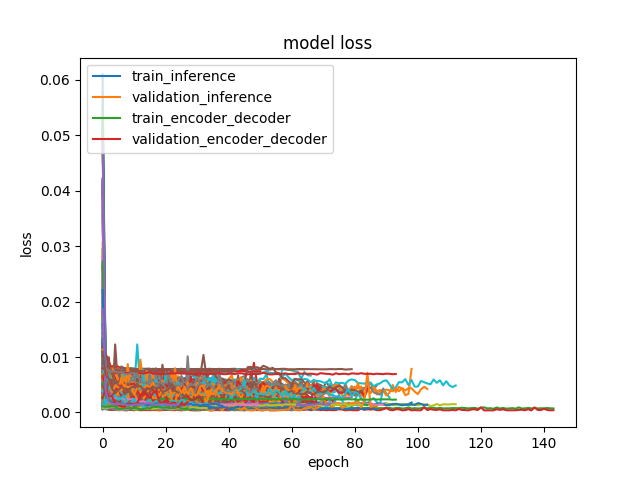 model loss
train_inference
validation_inference
train_encoder_decoder
validation_encoder_decoder
loss
0.06
0.05
0.04
0.03
0.02
0.01
0.00
0 20 40 60 80 100 120 140
epoch